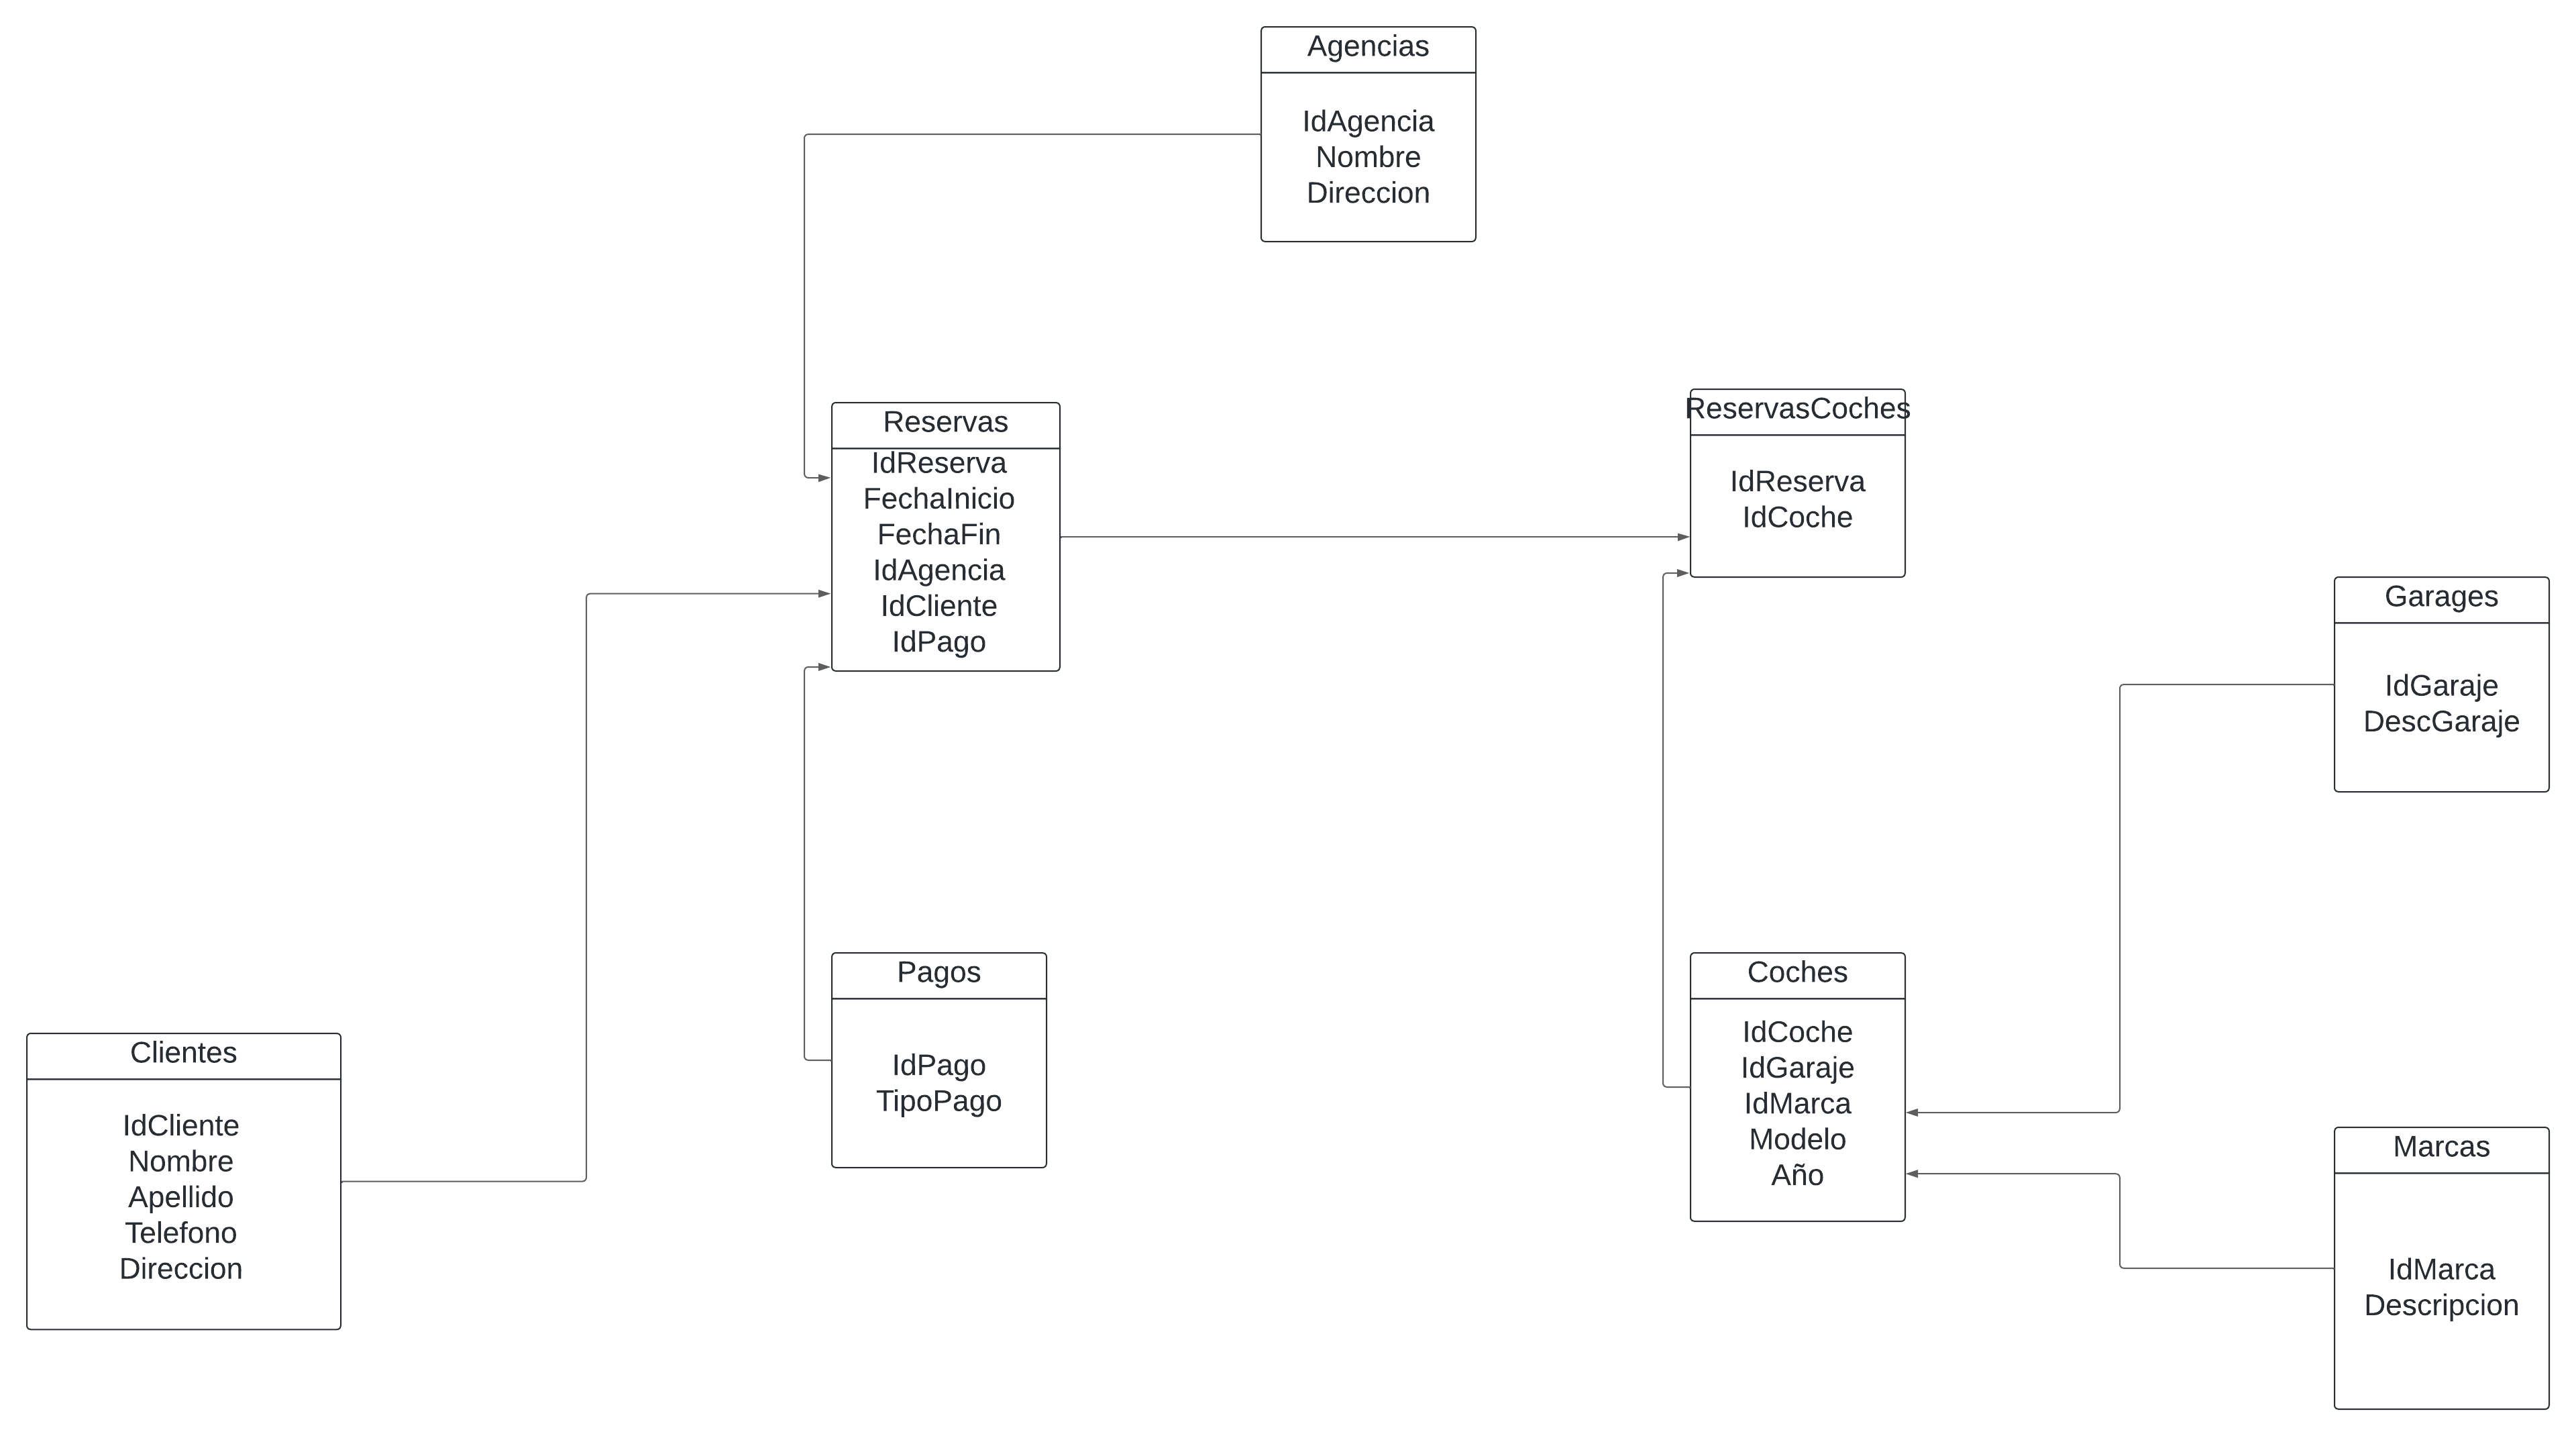 Agencias
IdAgencia
Nombre
Direccion
Reservas
IdReserva
FechaInicio
FechaFin
IdAgencia
IdCliente
IdPago
ReservasCoches
IdReserva
IdCoche
Garages
IdGaraje
DescGaraje
Pagos
IdPago
TipoPago
Coches
IdCoche
IdGaraje
IdMarca
Modelo
Año
Clientes
IdCliente
Nombre
Apellido
Telefono
Direccion
Marcas
IdMarca
Descripcion